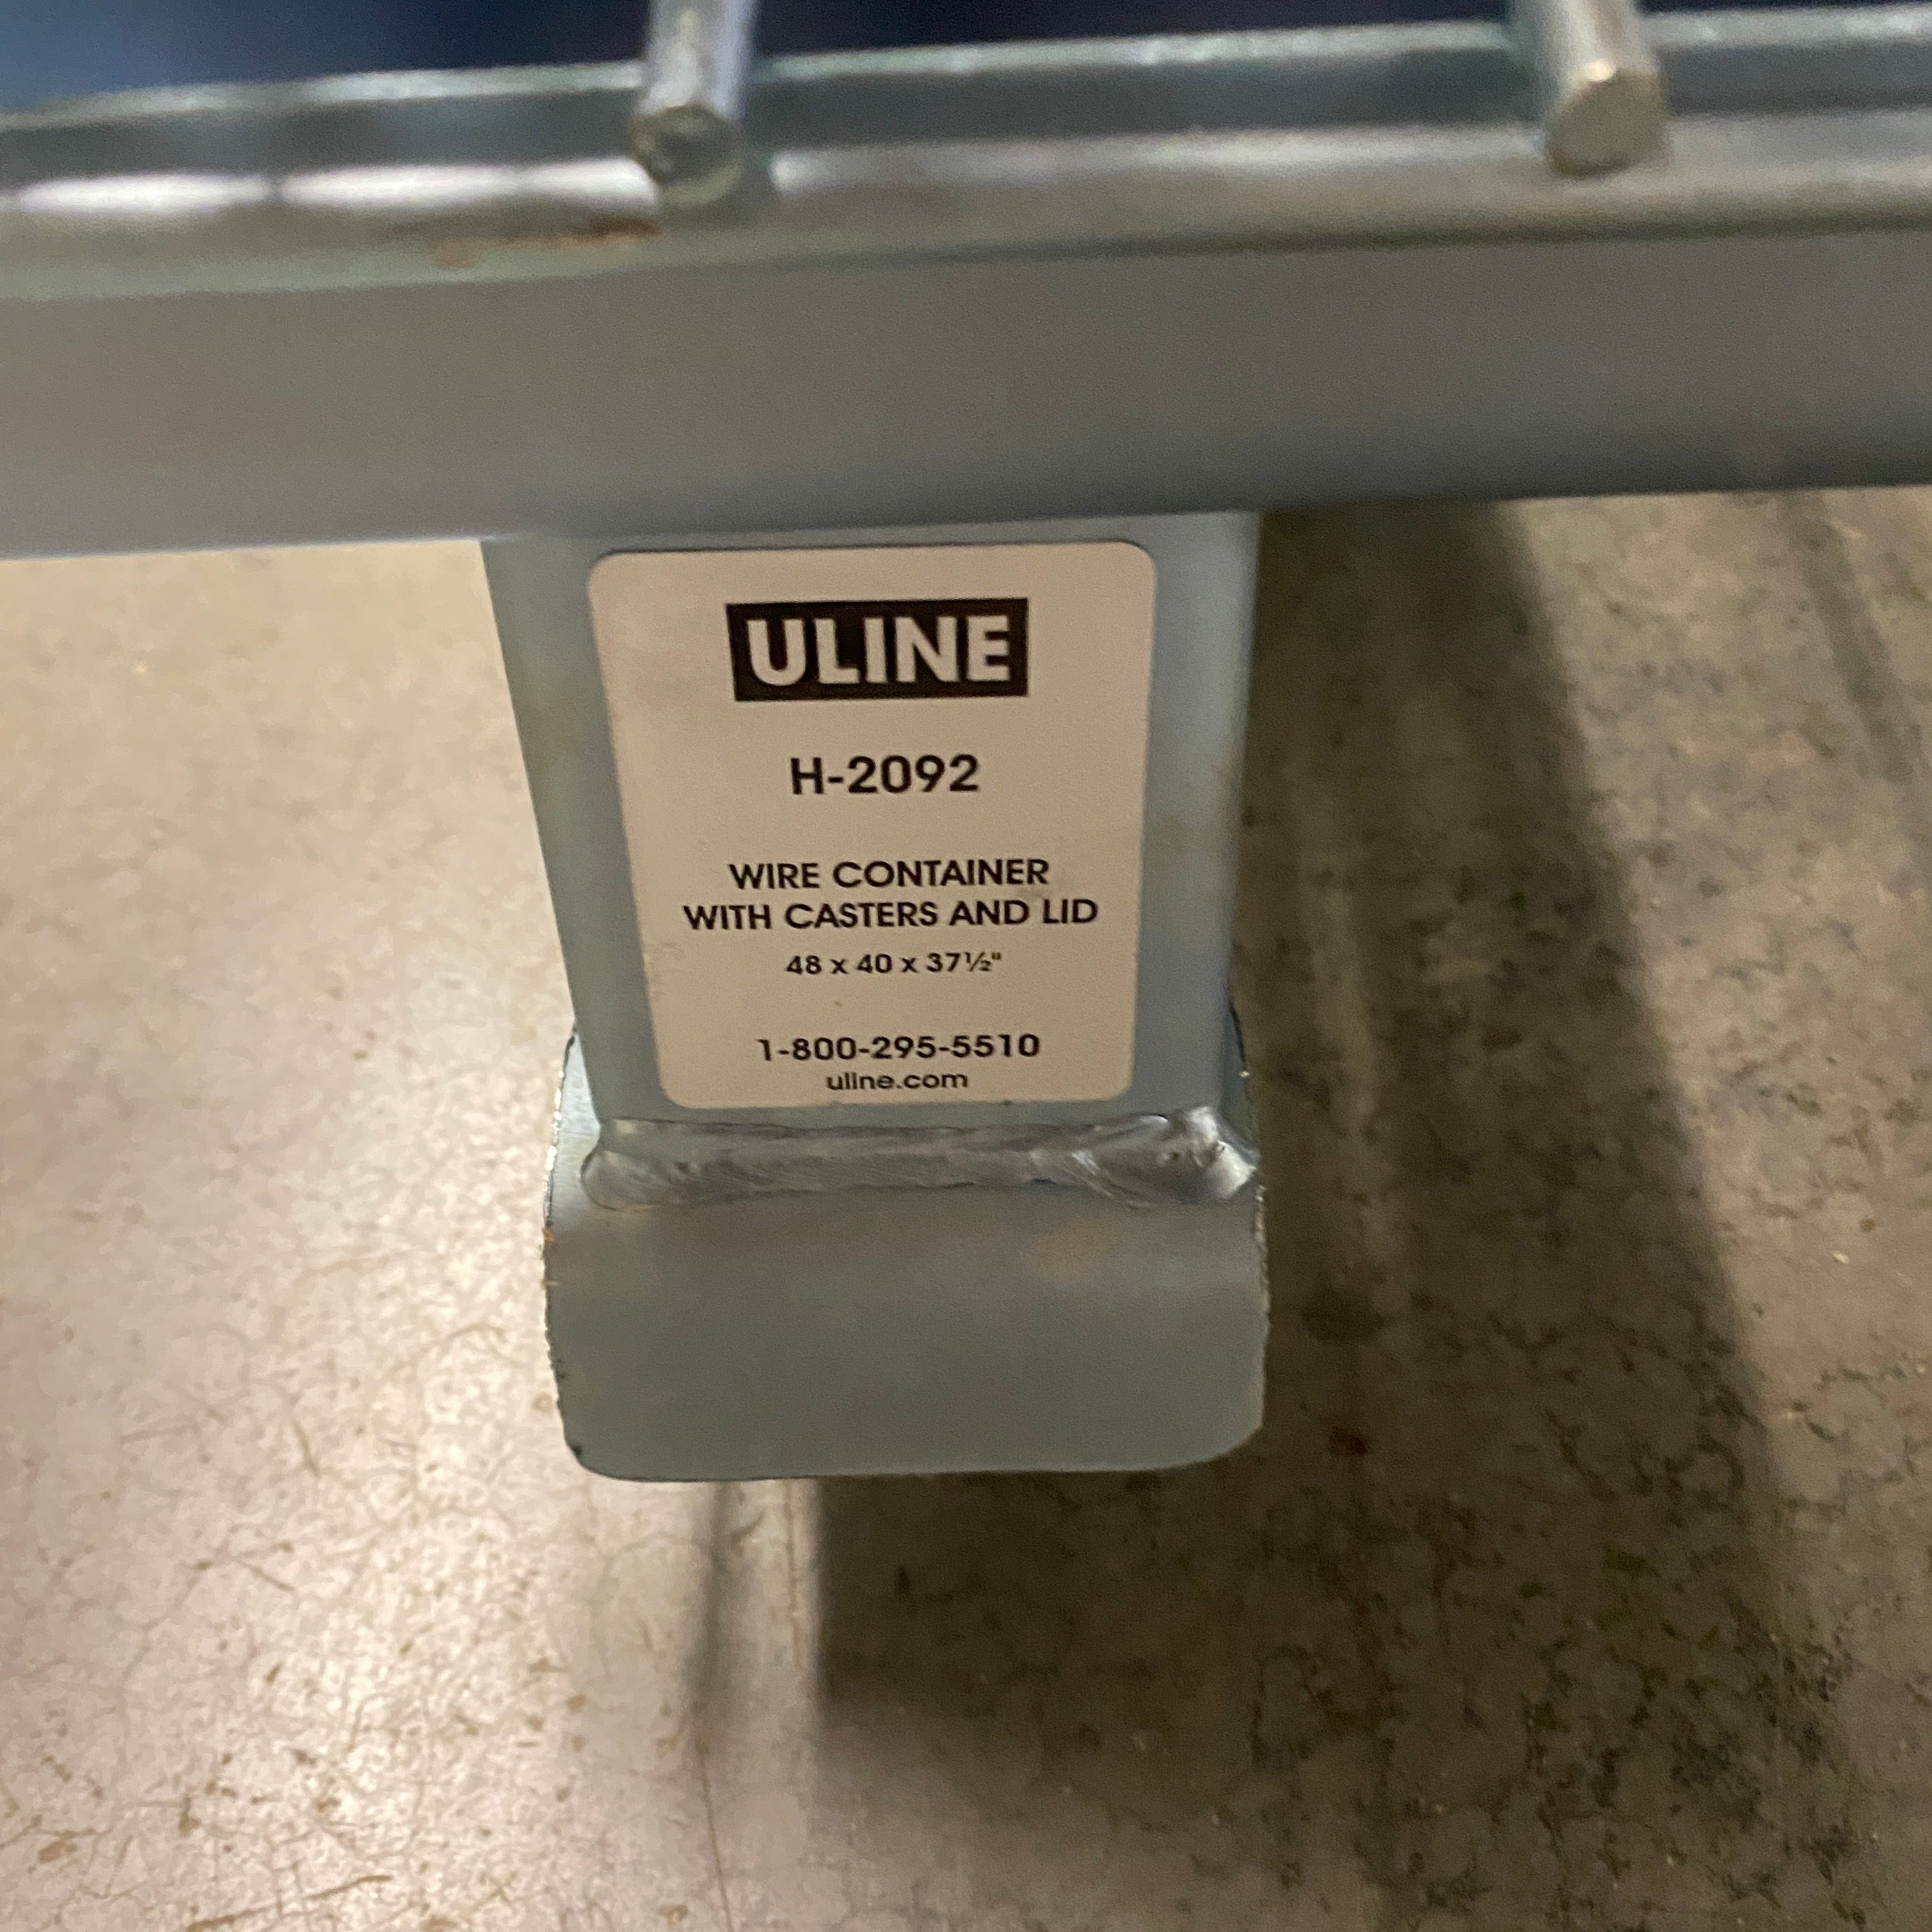 ULINE
H-2092
WIRE CONTAINER
WITH CASTERS AND LID
48 x 40 x 37½"
1-800-295-5510
uline.com